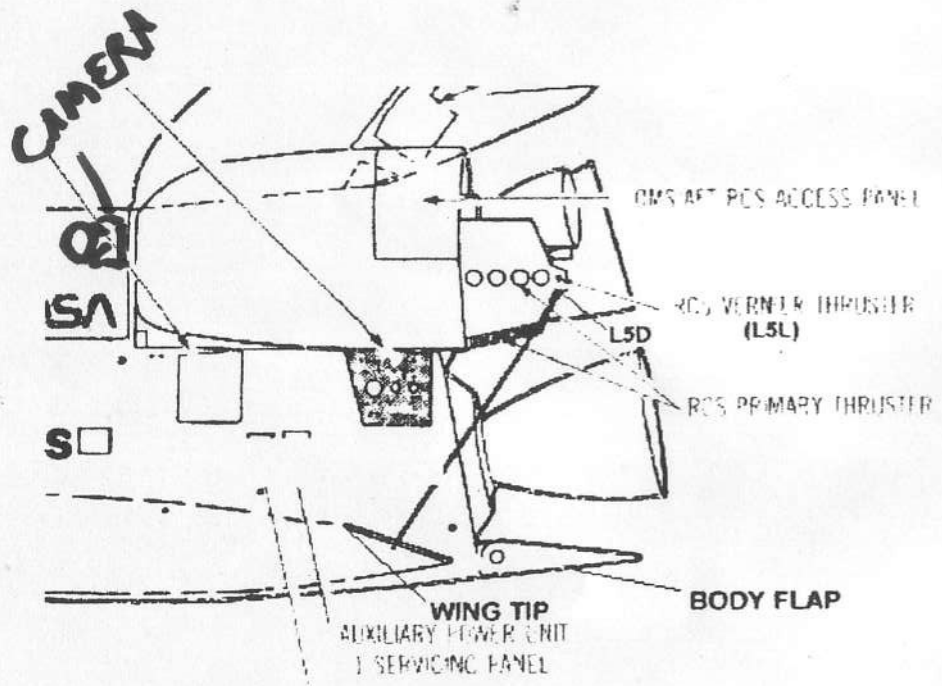 CAMERA
OMS AFT RCS ACCESS PANEL
RCS VERNIER THRUSTER
(L5L)
L5D
RCS PRIMARY THRUSTER
S
BODY FLAP
WING TIP
AUXILIARY POWER UNIT
1 SERVICING PANEL